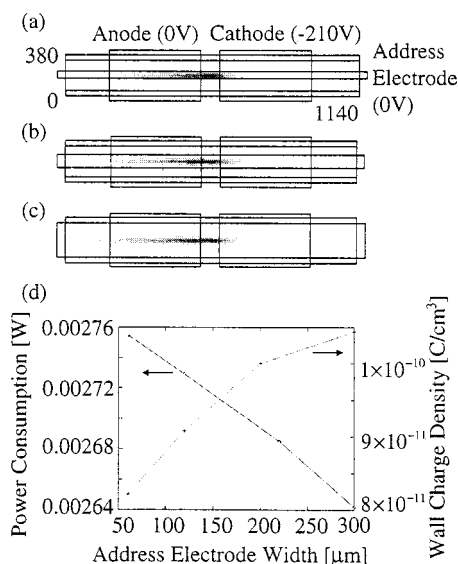 (a)
Anode (0V) Cathode (-210V) Address
380 Electrode
0 (0V)
1140
(b)
(c)
(d)
Power Consumption [W]
0.00276
0.00272
0.00268
0.00264
1×10⁻¹⁰
9×10⁻¹¹
8×10⁻¹¹
Wall Charge Density [C/cm³]
50 100 150 200 250 300
Address Electrode Width [μm]